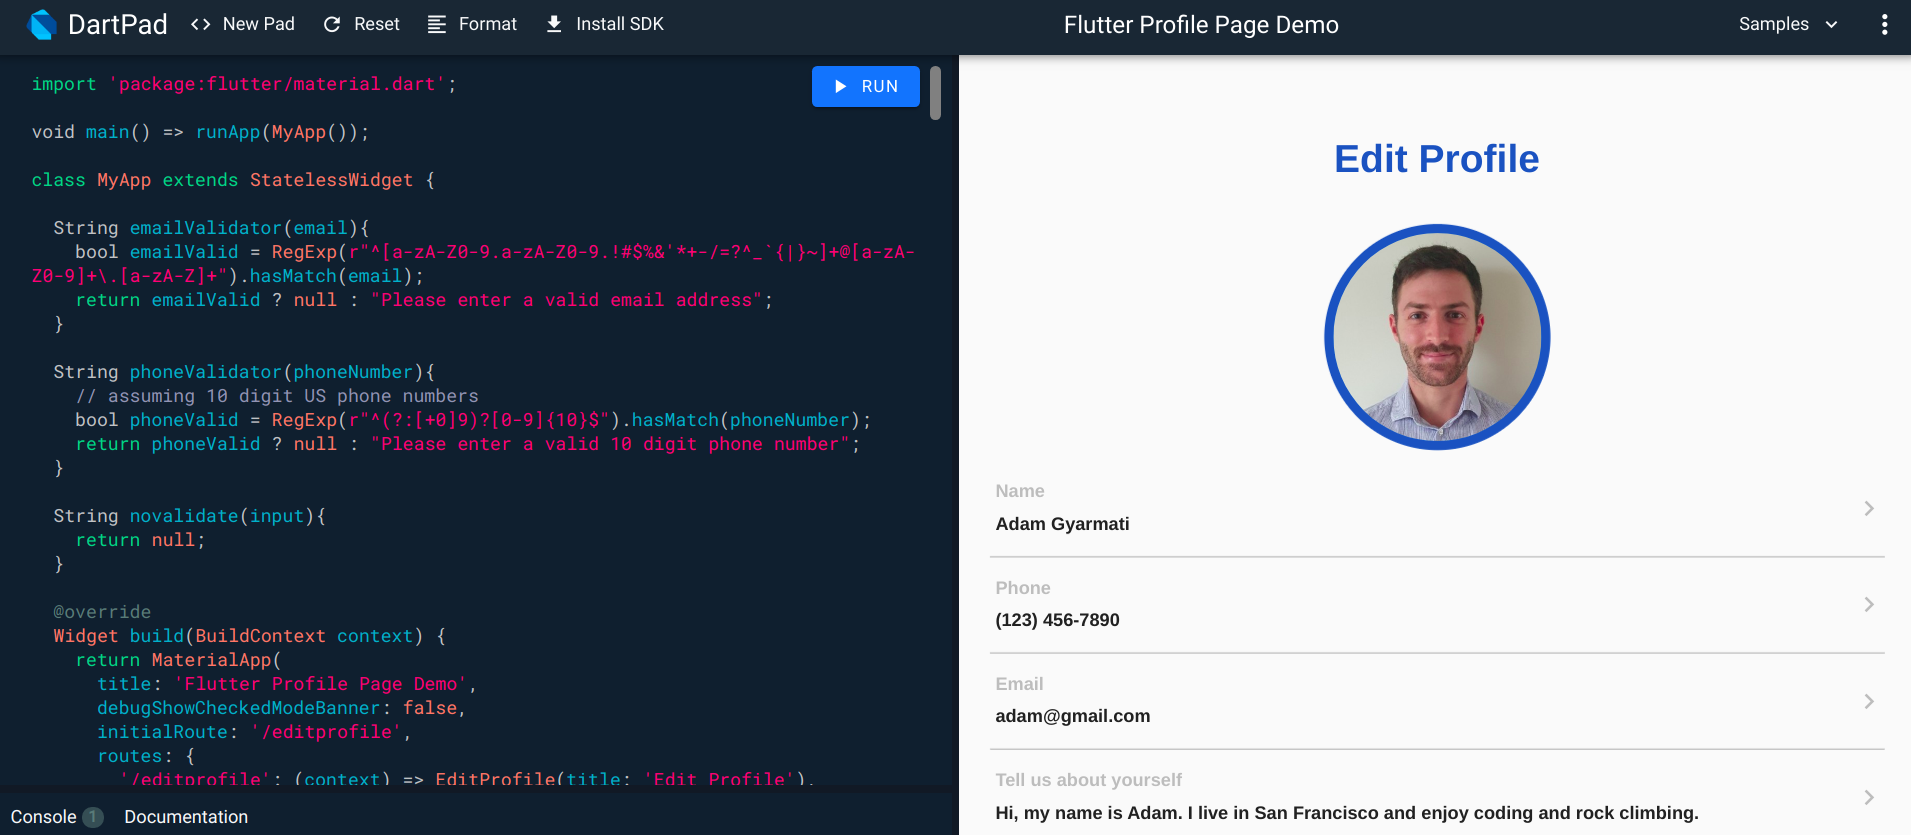 DartPad
<> New Pad
Reset
Format
Install SDK
Flutter Profile Page Demo
Samples
import 'package:flutter/material.dart';
RUN
void main() => runApp(MyApp());
class MyApp extends StatelessWidget {
String emailValidator(email){
bool emailValid = RegExp(r"^[a-zA-Z0-9.a-zA-Z0-9.!#$%&'*+-/=?^_`{|}~]+@[a-zA-
Z0-9]+\.[a-zA-Z]+").hasMatch(email);
return emailValid ? null : "Please enter a valid email address";
}
String phoneValidator(phoneNumber){
// assuming 10 digit US phone numbers
bool phoneValid = RegExp(r"^(?:[+0]9)?[0-9]{10}$").hasMatch(phoneNumber);
return phoneValid ? null : "Please enter a valid 10 digit phone number";
}
String novalidate(input){
return null;
}
@override
Widget build(BuildContext context) {
return MaterialApp(
title: 'Flutter Profile Page Demo',
debugShowCheckedModeBanner: false,
initialRoute: '/editprofile',
routes: {
'/editprofile': (context) => EditProfile(title: 'Edit Profile'),
Console 1
Documentation
Edit Profile
Name
Adam Gyarmati
Phone
(123) 456-7890
Email
adam@gmail.com
Tell us about yourself
Hi, my name is Adam. I live in San Francisco and enjoy coding and rock climbing.